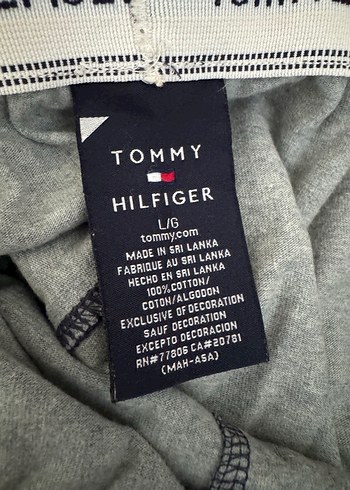 TOMMY
HILFIGER
L/G
tommy.com
MADE IN SRI LANKA
FABRIQUE AU SRI LANKA
HECHO EN SRI LANKA
100% COTTON/
COTON/ALGODON
EXCLUSIVE OF DECORATION
SAUF DECORATION
EXCEPTO DECORACION
RN#77806 CA#20781
(MAH-ASA)